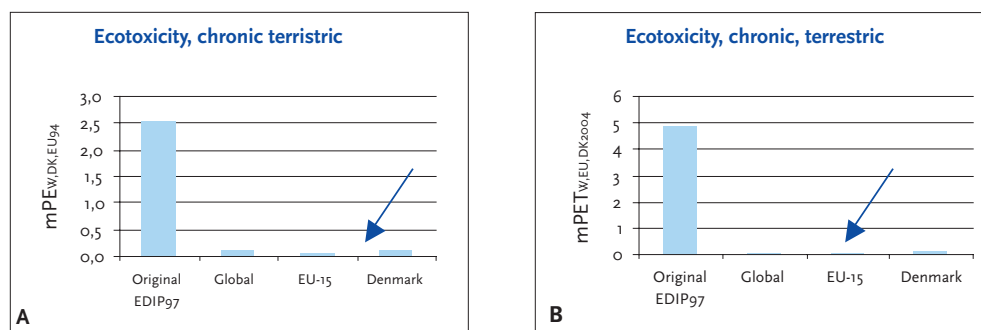 Ecotoxicity, chronic terristric
mPEW,DK,EU94
3,0
2,5
2,0
1,5
1,0
0,5
0,0
Original
EDIP97
Global
EU-15
Denmark
A
Ecotoxicity, chronic, terrestric
mPETW,EU,DK2004
6
5
4
3
2
1
0
Original
EDIP97
Global
EU-15
Denmark
B